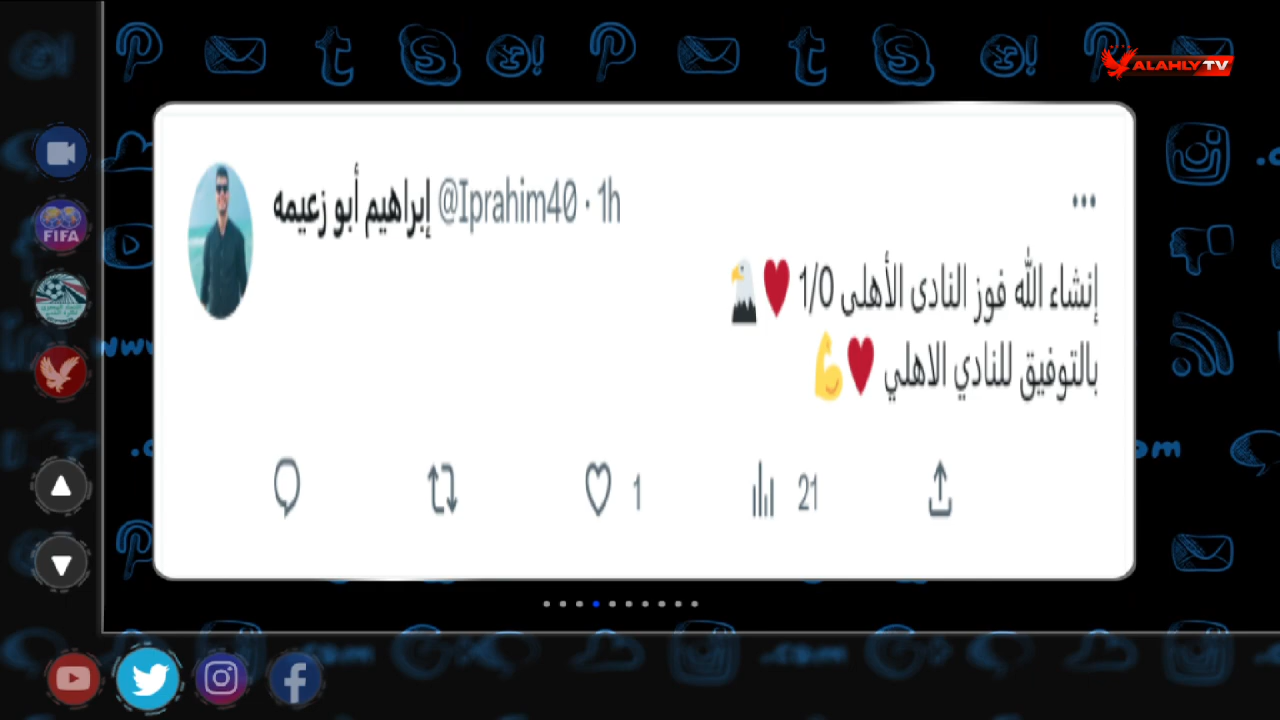 ALAHLY TV
FIFA
إبراهيم أبو زعيمه @Iprahim40 · 1h
إنشاء الله فوز النادى الأهلى 1/0 ♥️🦅
بالتوفيق للنادي الاهلي ♥️💪
1
21